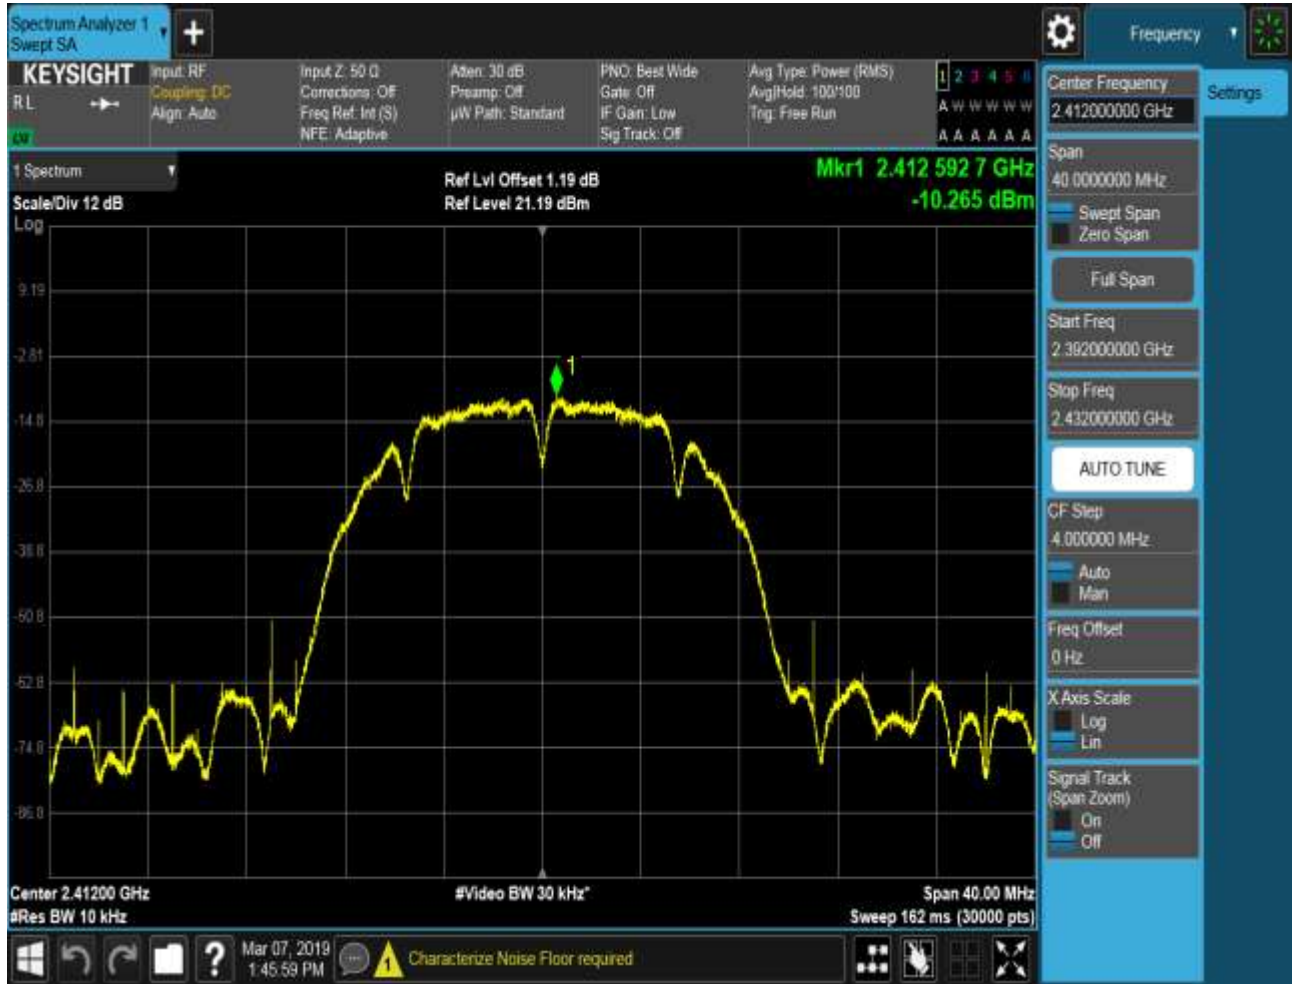 Spectrum Analyzer 1
Swept SA
Frequency
KEYSIGHT
RL
Input: RF
Coupling: DC
Align: Auto
Input Z: 50 Ω
Corrections: Off
Freq Ref: Int (S)
NFE: Adaptive
Atten: 30 dB
Preamp: Off
µW Path: Standard
PNO: Best Wide
Gate: Off
IF Gain: Low
Sig Track: Off
Avg Type: Power (RMS)
Avg|Hold: 100/100
Trig: Free Run
1 2 3 4 5 6
A W W W W W
A A A A A A
1 Spectrum
Scale/Div 12 dB
Log
Ref Lvl Offset 1.19 dB
Ref Level 21.19 dBm
Mkr1 2.412 592 7 GHz
-10.265 dBm
9.19
-2.81
-14.8
-26.8
-38.8
-50.8
-62.8
-74.8
-86.8
1
Center 2.41200 GHz
#Res BW 10 kHz
#Video BW 30 kHz*
Span 40.00 MHz
Sweep 162 ms (30000 pts)
Center Frequency
2.412000000 GHz
Settings
Span
40.0000000 MHz
Swept Span
Zero Span
Full Span
Start Freq
2.392000000 GHz
Stop Freq
2.432000000 GHz
AUTO TUNE
CF Step
4.000000 MHz
Auto
Man
Freq Offset
0 Hz
X Axis Scale
Log
Lin
Signal Track
(Span Zoom)
On
Off
?
Mar 07, 2019
1:45:59 PM
1
Characterize Noise Floor required